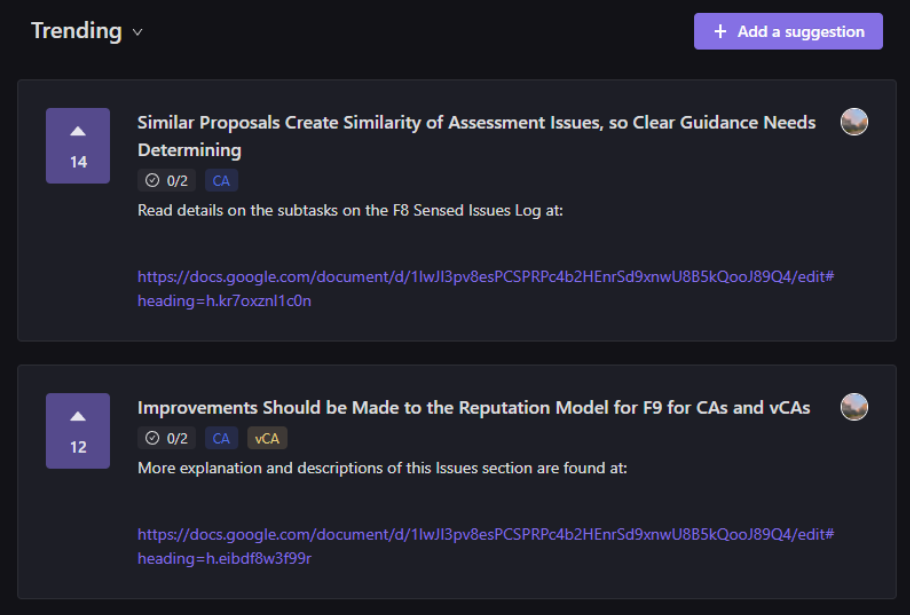 Trending
+ Add a suggestion
14
Similar Proposals Create Similarity of Assessment Issues, so Clear Guidance Needs
Determining
0/2 CA
Read details on the subtasks on the F8 Sensed Issues Log at:
https://docs.google.com/document/d/1lwJl3pv8esPCSPRPc4b2HEnrSd9xnwU8B5kQooJ89Q4/edit#
heading=h.kr7oxznl1c0n
12
Improvements Should be Made to the Reputation Model for F9 for CAs and vCAs
0/2 CA vCA
More explanation and descriptions of this Issues section are found at:
https://docs.google.com/document/d/1lwJl3pv8esPCSPRPc4b2HEnrSd9xnwU8B5kQooJ89Q4/edit#
heading=h.eibdf8w3f99r